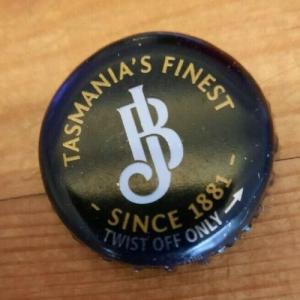 TASMANIA'S FINEST
JB
- SINCE 1881 -
TWIST OFF ONLY →